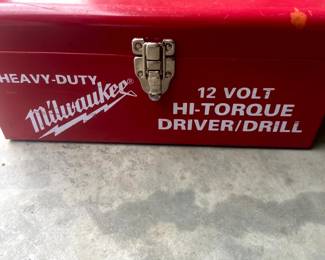 HEAVY-DUTY
Milwaukee®
12 VOLT
HI-TORQUE
DRIVER/DRILL